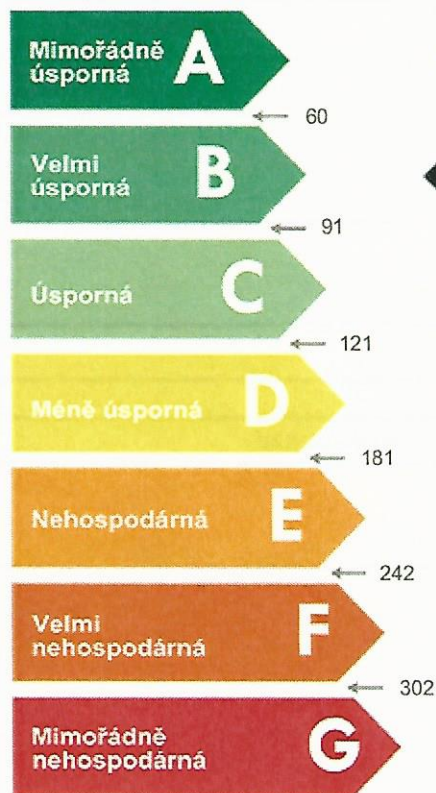 Mimořádně
úsporná
A
60
Velmi
úsporná
B
91
Úsporná
C
121
Méně úsporná
D
181
Nehospodárná
E
242
Velmi
nehospodárná
F
302
Mimořádně
nehospodárná
G